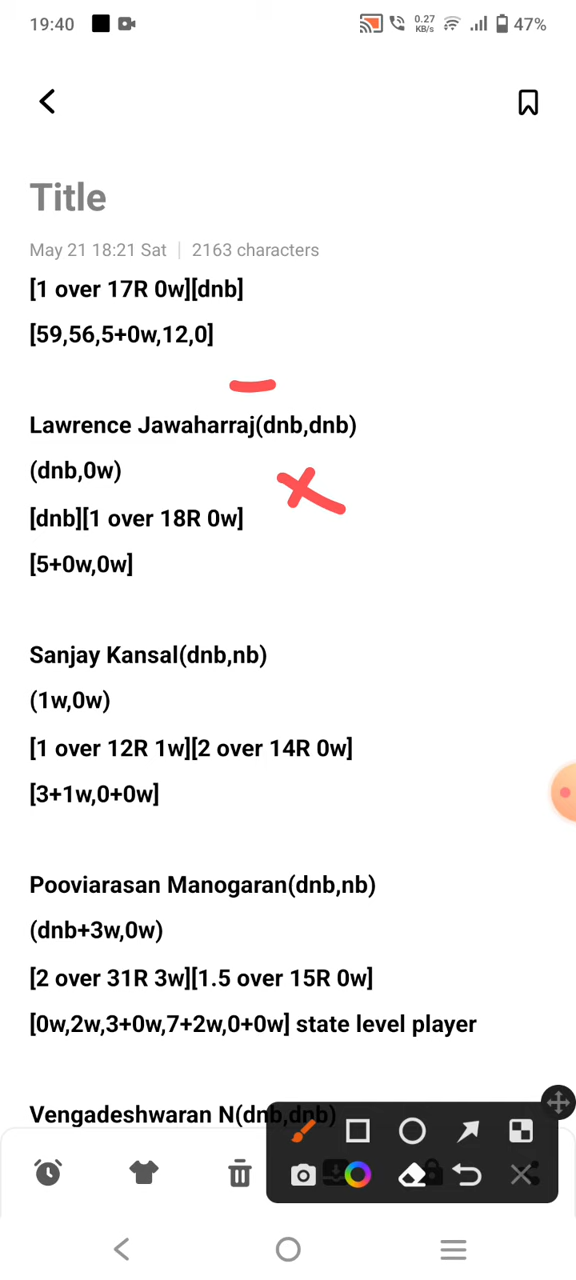 19:40
0.27 KB/s
47%
Title
May 21 18:21 Sat | 2163 characters
[1 over 17R 0w][dnb]
[59,56,5+0w,12,0]
Lawrence Jawaharraj(dnb,dnb)
(dnb,0w)
[dnb][1 over 18R 0w]
[5+0w,0w]
Sanjay Kansal(dnb,nb)
(1w,0w)
[1 over 12R 1w][2 over 14R 0w]
[3+1w,0+0w]
Pooviarasan Manogaran(dnb,nb)
(dnb+3w,0w)
[2 over 31R 3w][1.5 over 15R 0w]
[0w,2w,3+0w,7+2w,0+0w] state level player
Vengadeshwaran N(dnb,dnb)